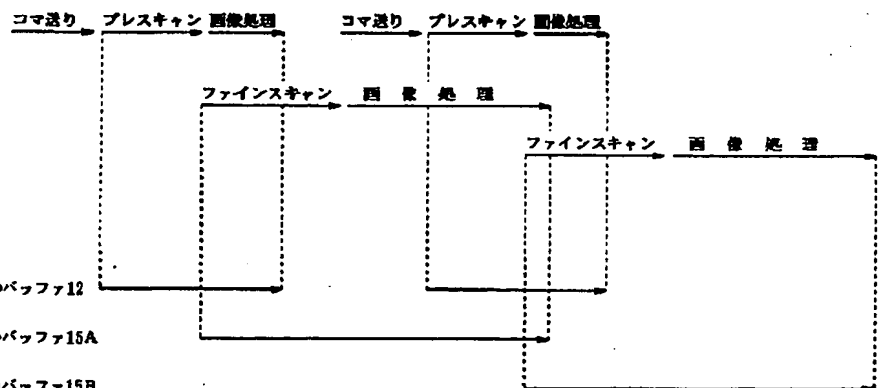 コマ送り プレスキャン 画像処理 コマ送り プレスキャン 画像処理
ファインスキャン 画像処理
ファインスキャン 画像処理
バッファ12
バッファ15A
バッファ15B